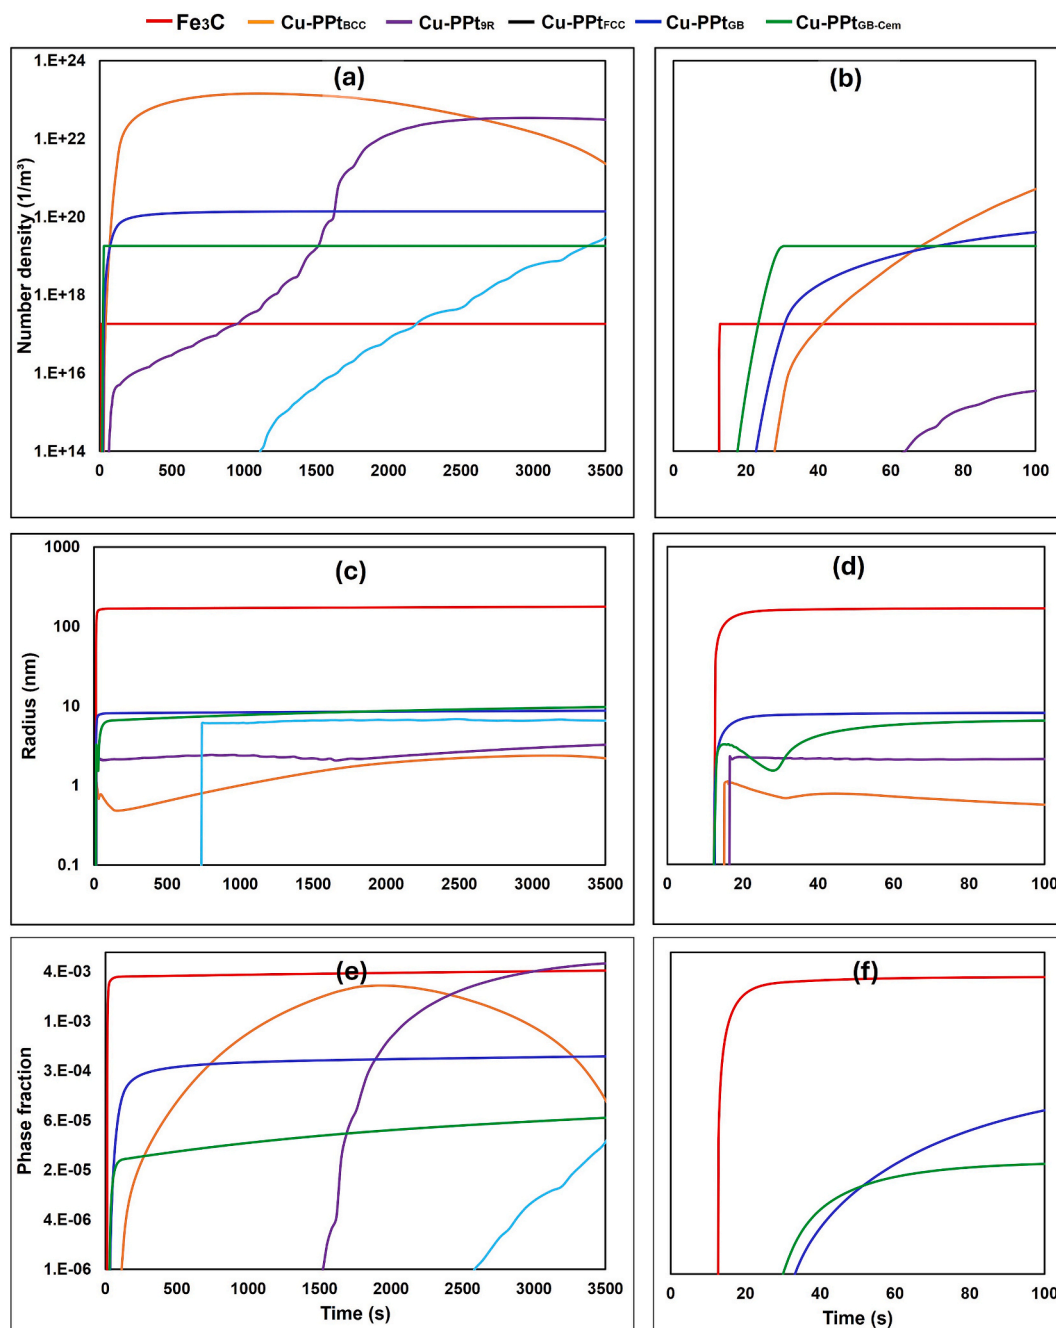 Fe₃C Cu-PPtBCC Cu-PPt9R Cu-PPtFCC Cu-PPtGB Cu-PPtGB-Cem
(a)
Number density (1/m³)
1.E+24
1.E+22
1.E+20
1.E+18
1.E+16
1.E+14
0 500 1000 1500 2000 2500 3000 3500
(b)
0 20 40 60 80 100
(c)
Radius (nm)
1000
100
10
1
0.1
0 500 1000 1500 2000 2500 3000 3500
(d)
0 20 40 60 80 100
(e)
Phase fraction
4.E-03
1.E-03
3.E-04
6.E-05
2.E-05
4.E-06
1.E-06
0 500 1000 1500 2000 2500 3000 3500
Time (s)
(f)
0 20 40 60 80 100
Time (s)